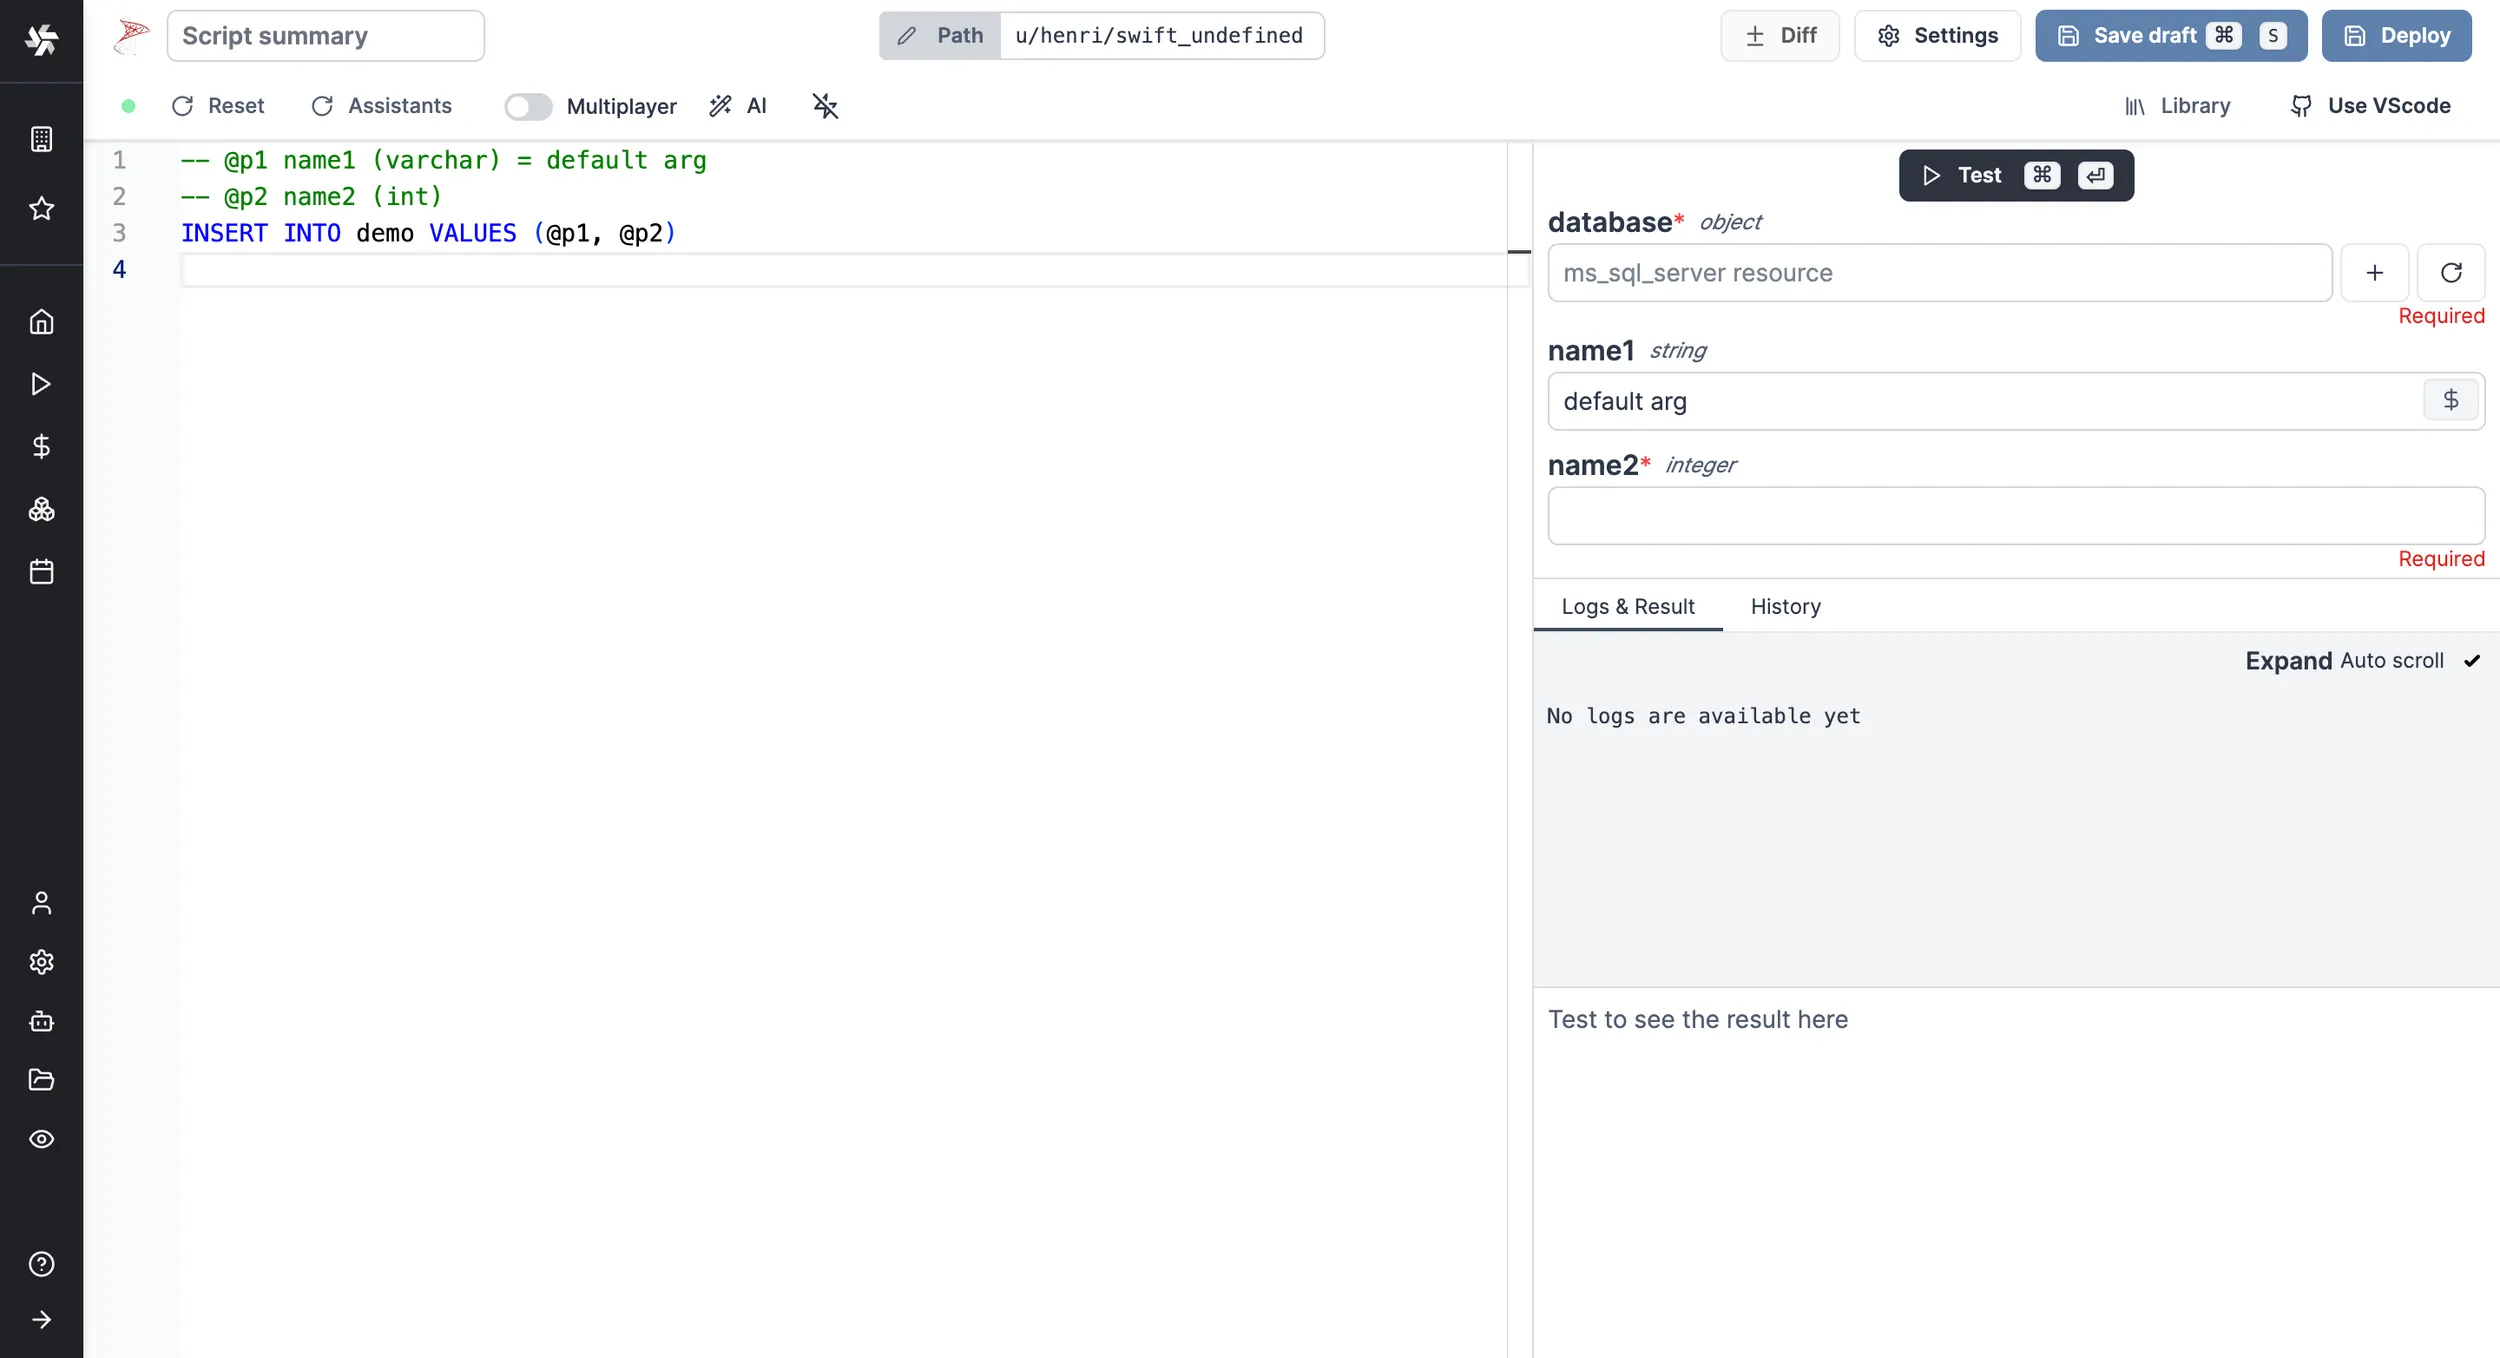 Script summary
Path u/henri/swift_undefined
Diff Settings Save draft ⌘ S Deploy
Reset Assistants Multiplayer AI Library Use VScode
1 -- @p1 name1 (varchar) = default arg
2 -- @p2 name2 (int)
3 INSERT INTO demo VALUES (@p1, @p2)
4
Test ⌘ ⏎
database* object
ms_sql_server resource
Required
name1 string
default arg
name2* integer
Required
Logs & Result History
Expand Auto scroll
No logs are available yet
Test to see the result here